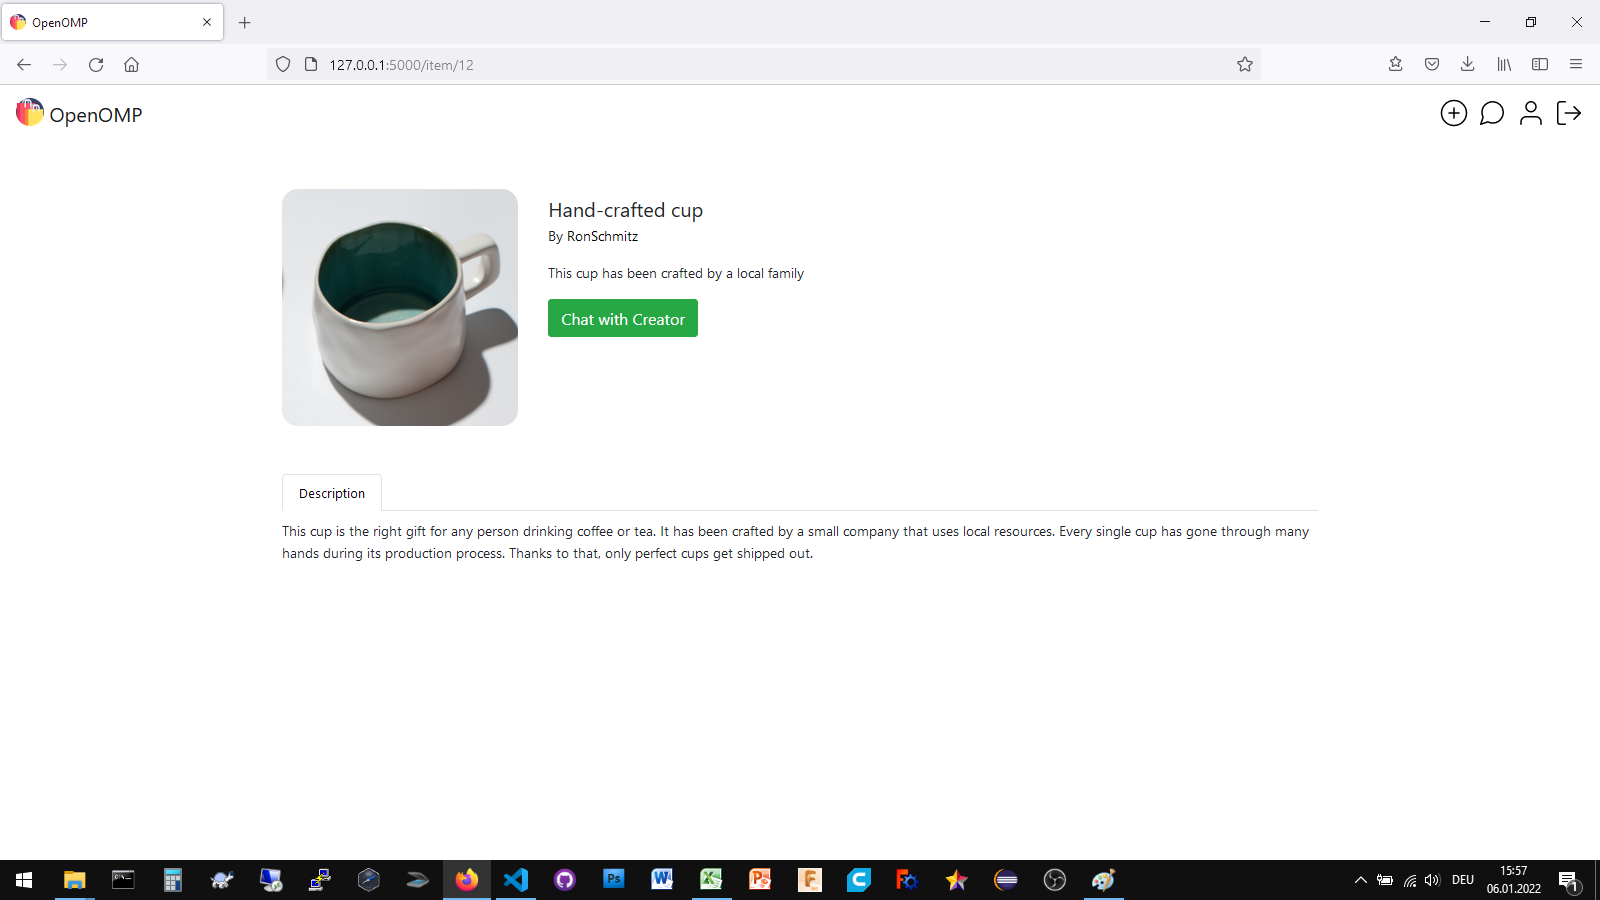 OpenOMP
127.0.0.1:5000/item/12
OpenOMP
Hand-crafted cup
By RonSchmitz
This cup has been crafted by a local family
Chat with Creator
Description
This cup is the right gift for any person drinking coffee or tea. It has been crafted by a small company that uses local resources. Every single cup has gone through many
hands during its production process. Thanks to that, only perfect cups get shipped out.
Ps
W
X
P
F
C
F
DEU
15:57
06.01.2022
1